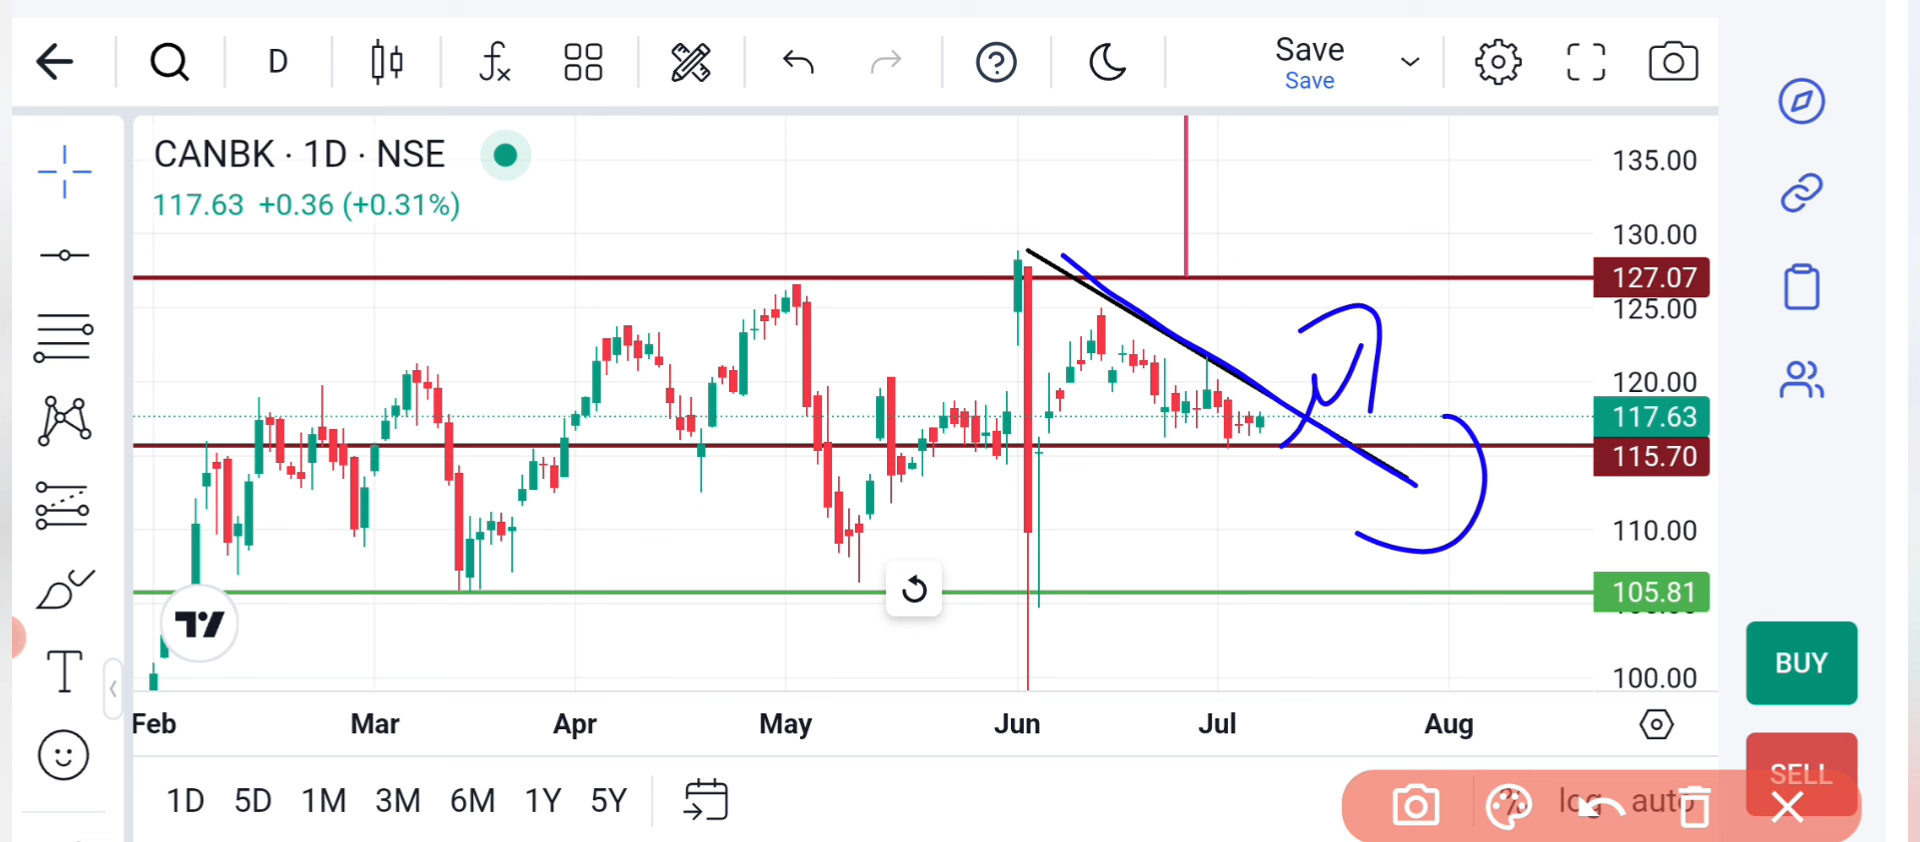 D
Save
Save
CANBK · 1D · NSE
117.63 +0.36 (+0.31%)
135.00
130.00
127.07
125.00
120.00
117.63
115.70
110.00
105.81
100.00
BUY
SELL
Feb Mar Apr May Jun Jul Aug
1D 5D 1M 3M 6M 1Y 5Y
% log auto